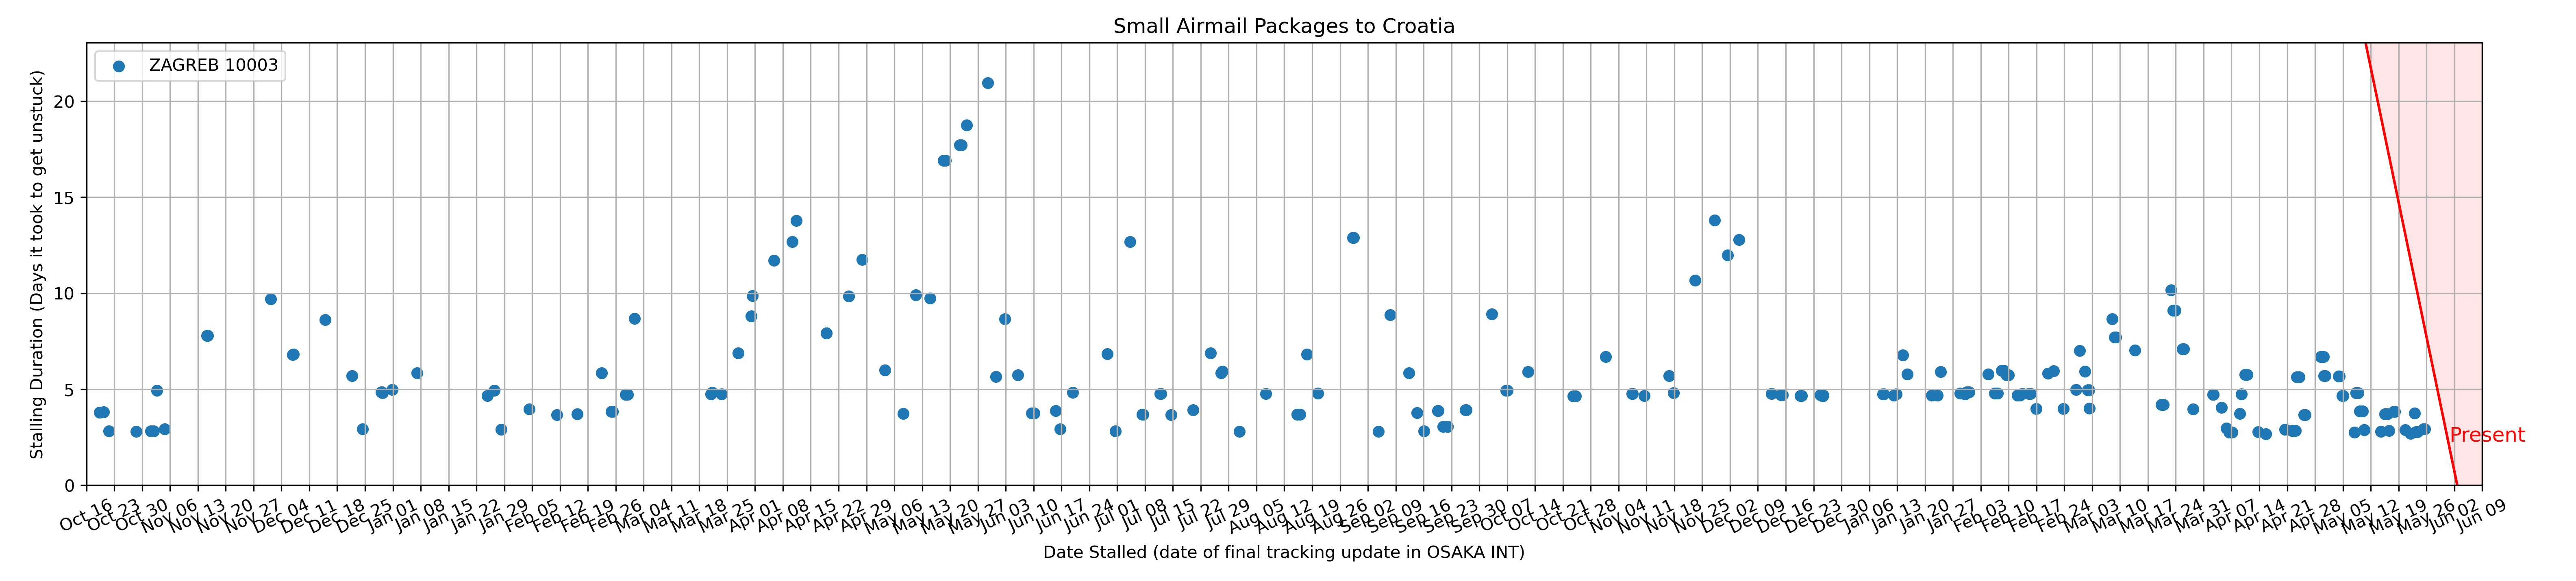 Small Airmail Packages to Croatia
ZAGREB 10003
Stalling Duration (Days it took to get unstuck)
20
15
10
5
0
Present
Oct 16 Oct 23 Oct 30 Nov 06 Nov 13 Nov 20 Nov 27 Dec 04 Dec 11 Dec 18 Dec 25 Jan 01 Jan 08 Jan 15 Jan 22 Jan 29 Feb 05 Feb 12 Feb 19 Feb 26 Mar 04 Mar 11 Mar 18 Mar 25 Apr 01 Apr 08 Apr 15 Apr 22 Apr 29 May 06 May 13 May 20 May 27 Jun 03 Jun 10 Jun 17 Jun 24 Jul 01 Jul 08 Jul 15 Jul 22 Jul 29 Aug 05 Aug 12 Aug 19 Aug 26 Sep 02 Sep 09 Sep 16 Sep 23 Sep 30 Oct 07 Oct 14 Oct 21 Oct 28 Nov 04 Nov 11 Nov 18 Nov 25 Dec 02 Dec 09 Dec 16 Dec 23 Dec 30 Jan 06 Jan 13 Jan 20 Jan 27 Feb 03 Feb 10 Feb 17 Feb 24 Mar 03 Mar 10 Mar 17 Mar 24 Mar 31 Apr 07 Apr 14 Apr 21 Apr 28 May 05 May 12 May 19 May 26 Jun 02 Jun 09
Date Stalled (date of final tracking update in OSAKA INT)